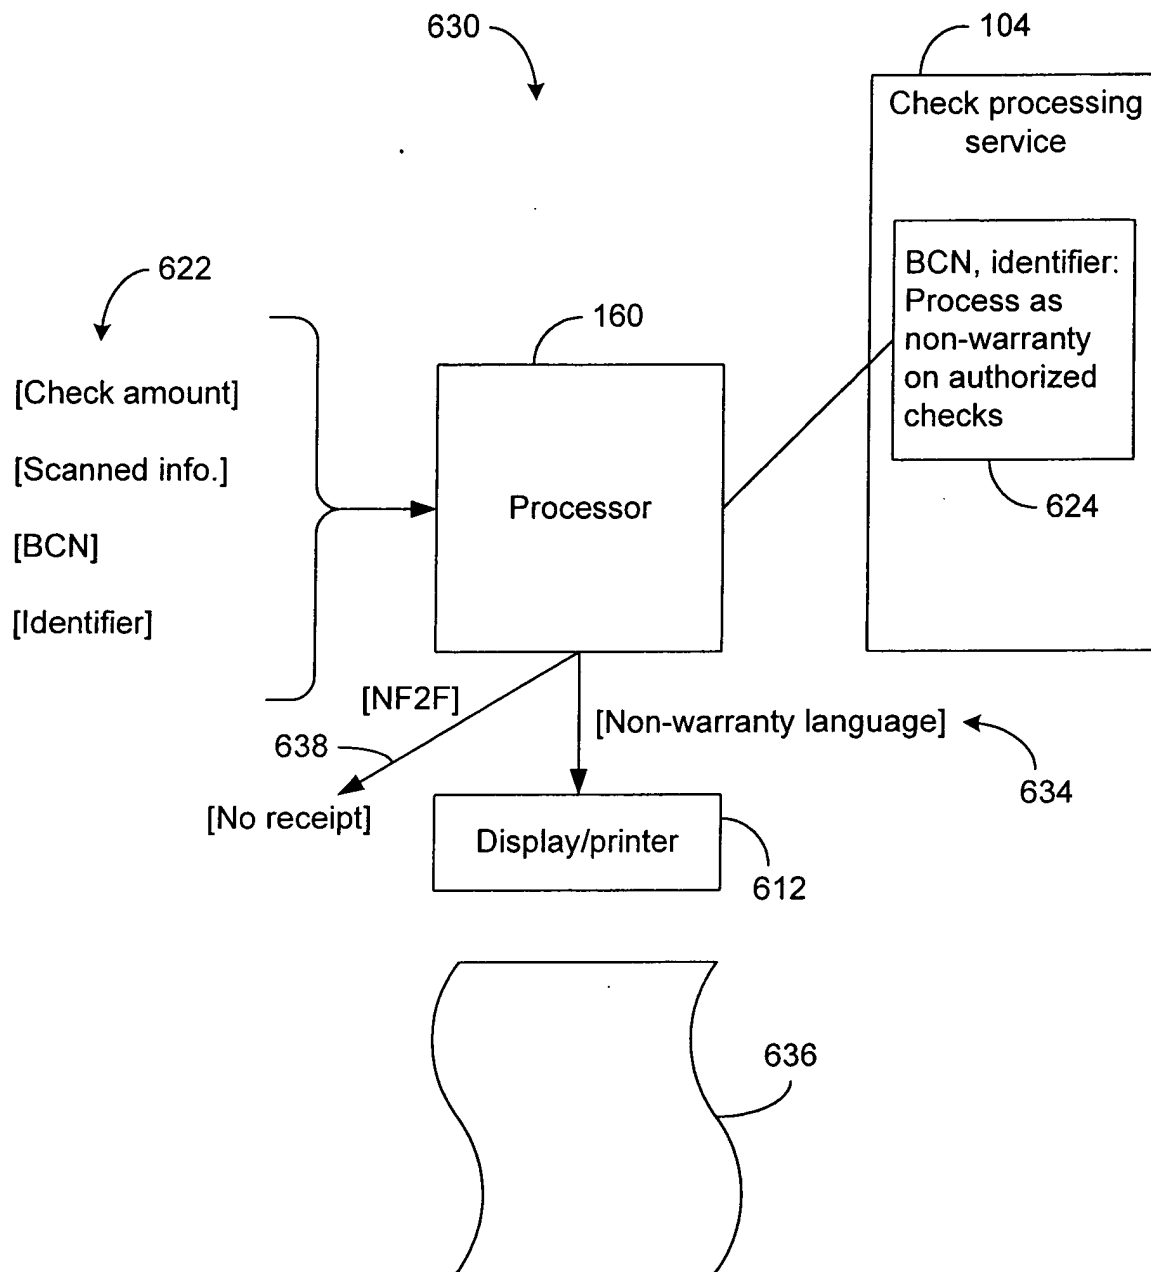 630
104
Check processing
service
622
BCN, identifier:
Process as
non-warranty
on authorized
checks
160
[Check amount]
[Scanned info.]
Processor
624
[BCN]
[Identifier]
[NF2F]
[Non-warranty language]
638
634
[No receipt]
Display/printer
612
636